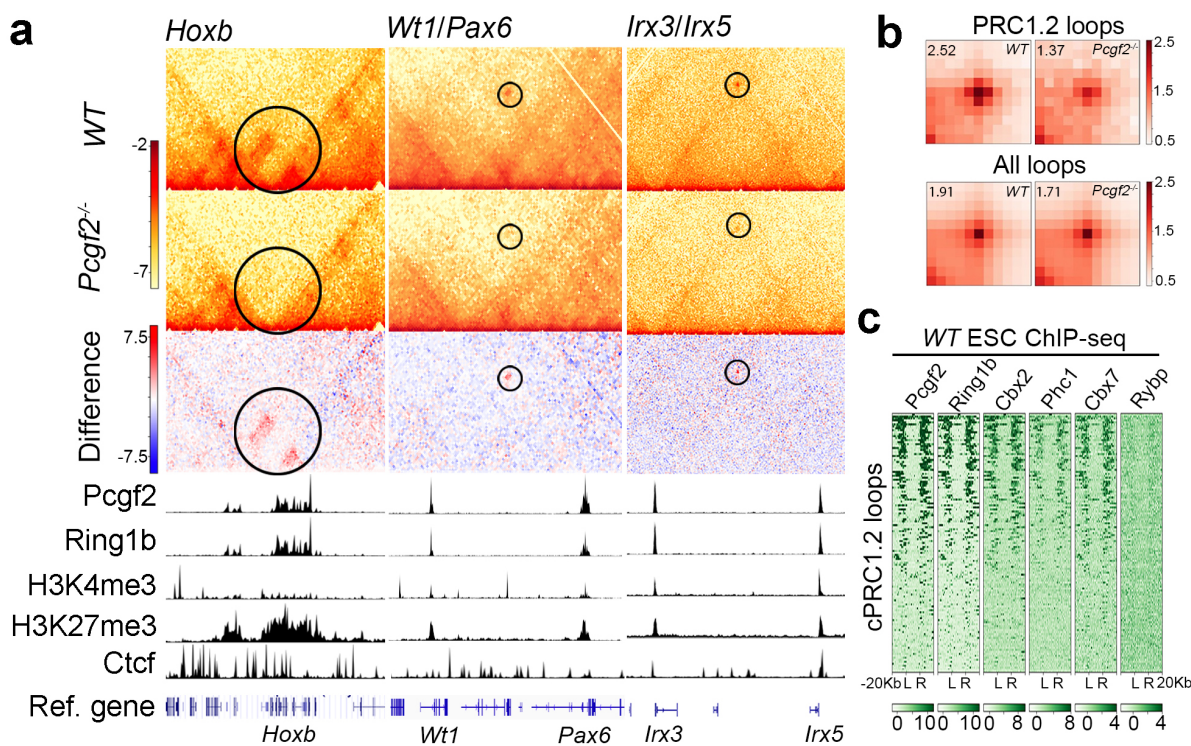 a
Hoxb
Wt1/Pax6
Irx3/Irx5
WT
-2
-7
Pcgf2-/-
Difference
7.5
-7.5
Pcgf2
Ring1b
H3K4me3
H3K27me3
Ctcf
Ref. gene
Hoxb
Wt1
Pax6
Irx3
Irx5
b
PRC1.2 loops
2.52
WT
1.37
Pcgf2-/-
2.5
1.5
0.5
All loops
1.91
WT
1.71
Pcgf2-/-
2.5
1.5
0.5
c
WT ESC ChIP-seq
Pcgf2
Ring1b
Cbx2
Phc1
Cbx7
Rybp
cPRC1.2 loops
-20Kb L R
L R
L R
L R
L R
L R 20Kb
0 100
0 100
0 8
0 8
0 4
0 4